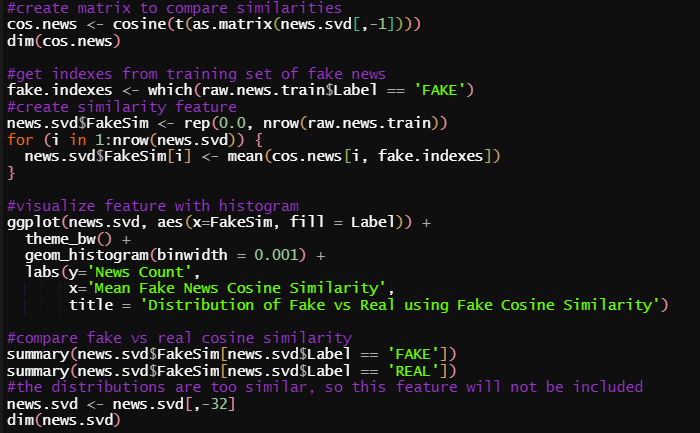 #create matrix to compare similarities
cos.news <- cosine(t(as.matrix(news.svd[,-1])))
dim(cos.news)

#get indexes from training set of fake news
fake.indexes <- which(raw.news.train$Label == 'FAKE')
#create similarity feature
news.svd$FakeSim <- rep(0.0, nrow(raw.news.train))
for (i in 1:nrow(news.svd)) {
  news.svd$FakeSim[i] <- mean(cos.news[i, fake.indexes])
}

#visualize feature with histogram
ggplot(news.svd, aes(x=FakeSim, fill = Label)) +
  theme_bw() +
  geom_histogram(binwidth = 0.001) +
  labs(y='News Count',
       x='Mean Fake News Cosine Similarity',
       title = 'Distribution of Fake vs Real using Fake Cosine Similarity')

#compare fake vs real cosine similarity
summary(news.svd$FakeSim[news.svd$Label == 'FAKE'])
summary(news.svd$FakeSim[news.svd$Label == 'REAL'])
#the distributions are too similar, so this feature will not be included
news.svd <- news.svd[,-32]
dim(news.svd)